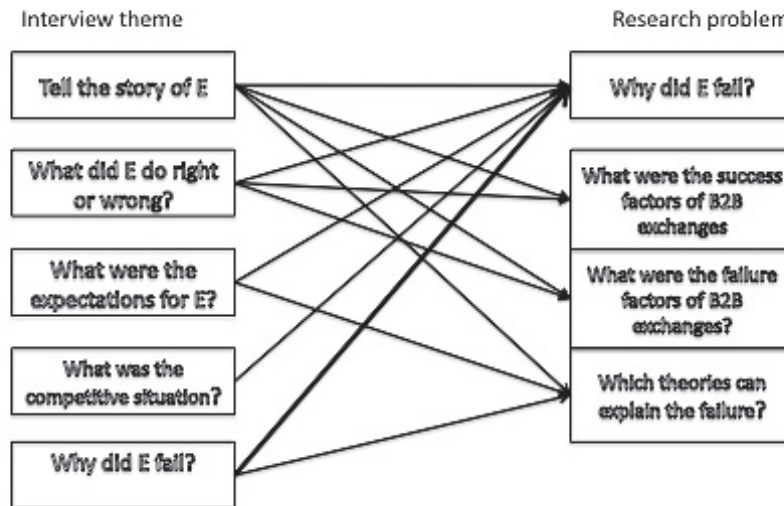 Interview theme
Research problem
Tell the story of E
Why did E fail?
What did E do right
or wrong?
What were the success
factors of B2B
exchanges
What were the
expectations for E?
What were the failure
factors of B2B
exchanges?
What was the
competitive situation?
Which theories can
explain the failure?
Why did E fail?